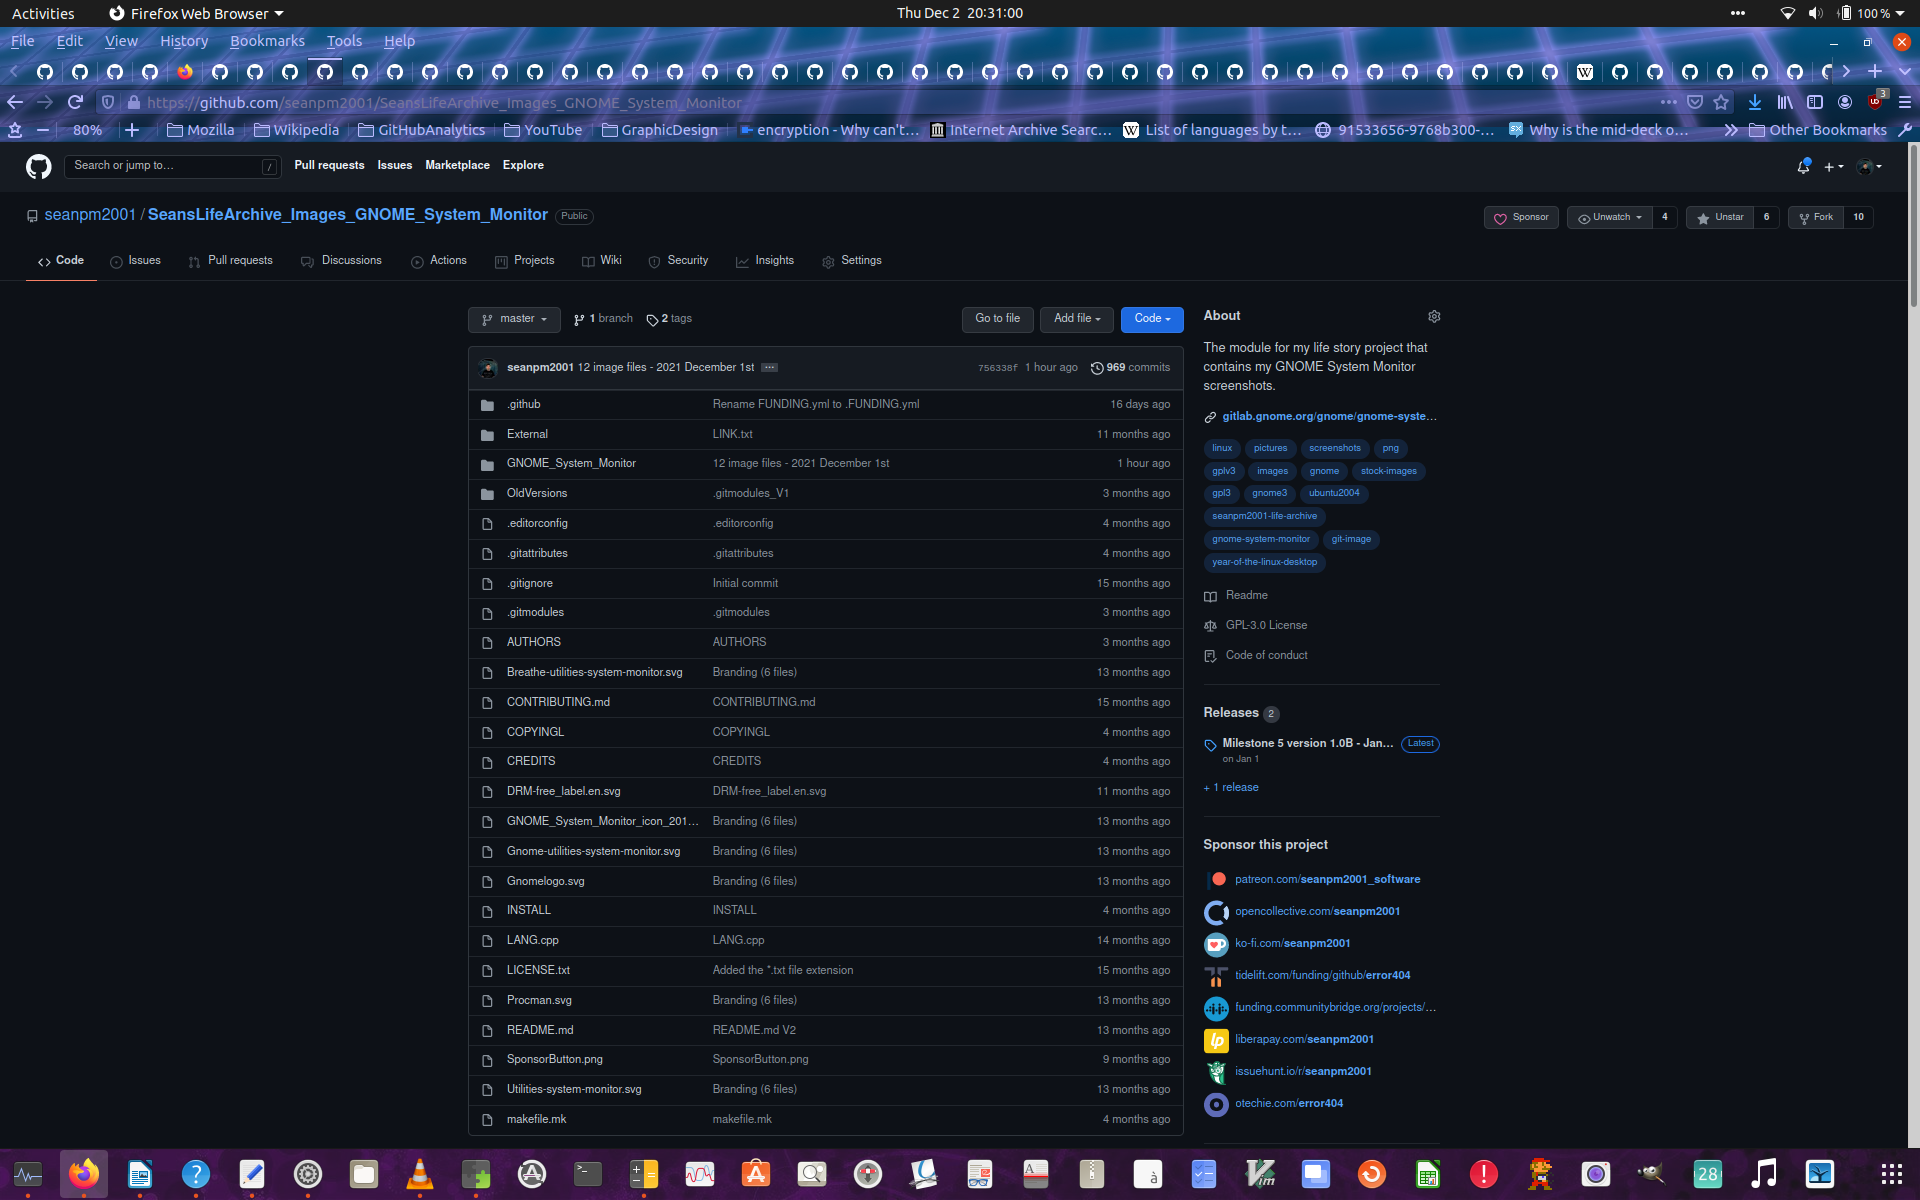 Activities Firefox Web Browser Thu Dec 2 20:31:00 100 %
File Edit View History Bookmarks Tools Help
https://github.com/seanpm2001/SeansLifeArchive_Images_GNOME_System_Monitor 3
80% Mozilla Wikipedia GitHubAnalytics YouTube GraphicDesign encryption - Why can't... Internet Archive Searc... List of languages by t... 91533656-9768b300-... Why is the mid-deck o... Other Bookmarks
Search or jump to... / Pull requests Issues Marketplace Explore
seanpm2001 / SeansLifeArchive_Images_GNOME_System_Monitor Public
Sponsor Unwatch 4 Unstar 6 Fork 10
Code Issues Pull requests Discussions Actions Projects Wiki Security Insights Settings
master 1 branch 2 tags Go to file Add file Code
seanpm2001 12 image files - 2021 December 1st ... 756338f 1 hour ago 969 commits
.github Rename FUNDING.yml to .FUNDING.yml 16 days ago
External LINK.txt 11 months ago
GNOME_System_Monitor 12 image files - 2021 December 1st 1 hour ago
OldVersions .gitmodules_V1 3 months ago
.editorconfig .editorconfig 4 months ago
.gitattributes .gitattributes 4 months ago
.gitignore Initial commit 15 months ago
.gitmodules .gitmodules 3 months ago
AUTHORS AUTHORS 3 months ago
Breathe-utilities-system-monitor.svg Branding (6 files) 13 months ago
CONTRIBUTING.md CONTRIBUTING.md 15 months ago
COPYINGL COPYINGL 4 months ago
CREDITS CREDITS 4 months ago
DRM-free_label.en.svg DRM-free_label.en.svg 11 months ago
GNOME_System_Monitor_icon_201... Branding (6 files) 13 months ago
Gnome-utilities-system-monitor.svg Branding (6 files) 13 months ago
Gnomelogo.svg Branding (6 files) 13 months ago
INSTALL INSTALL 4 months ago
LANG.cpp LANG.cpp 14 months ago
LICENSE.txt Added the *.txt file extension 15 months ago
Procman.svg Branding (6 files) 13 months ago
README.md README.md V2 13 months ago
SponsorButton.png SponsorButton.png 9 months ago
Utilities-system-monitor.svg Branding (6 files) 13 months ago
makefile.mk makefile.mk 4 months ago
About
The module for my life story project that
contains my GNOME System Monitor
screenshots.
gitlab.gnome.org/gnome/gnome-syste...
linux pictures screenshots png
gplv3 images gnome stock-images
gpl3 gnome3 ubuntu2004
seanpm2001-life-archive
gnome-system-monitor git-image
year-of-the-linux-desktop
Readme
GPL-3.0 License
Code of conduct
Releases 2
Milestone 5 version 1.0B - Jan... Latest
on Jan 1
+ 1 release
Sponsor this project
patreon.com/seanpm2001_software
opencollective.com/seanpm2001
ko-fi.com/seanpm2001
tidelift.com/funding/github/error404
funding.communitybridge.org/projects/...
liberapay.com/seanpm2001
issuehunt.io/r/seanpm2001
otechie.com/error404
28